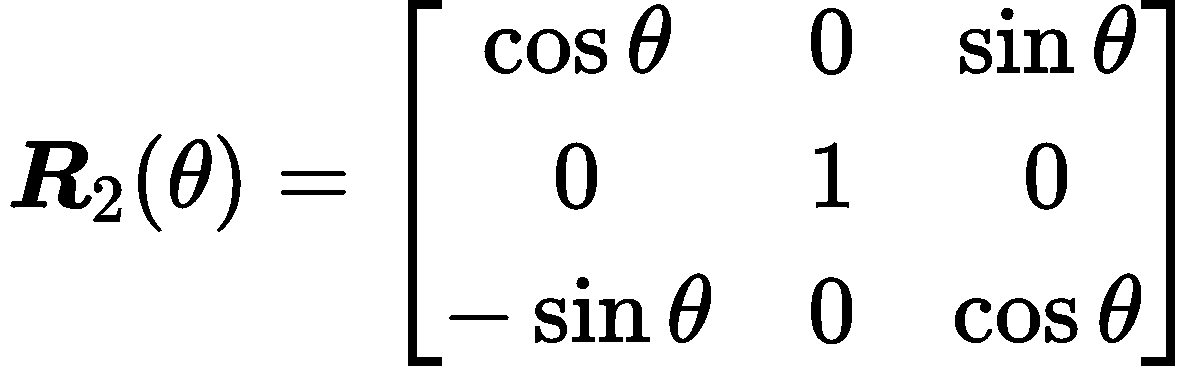 cos θ 0 sin θ
R₂(θ) = 0 1 0
− sin θ 0 cos θ